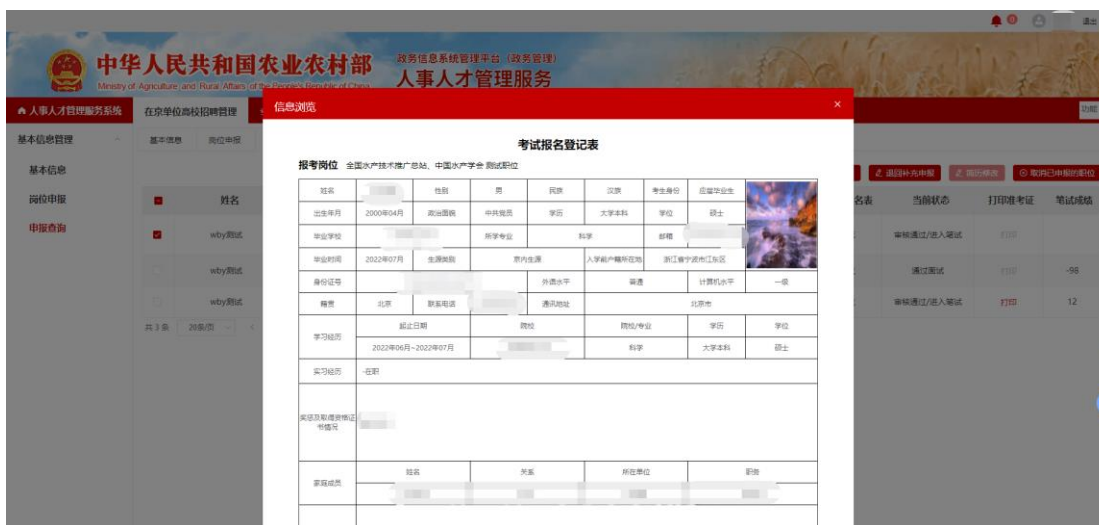 0
退出
中华人民共和国农业农村部
Ministry of Agriculture and Rural Affairs of the People's Republic of China
政务信息系统管理平台（政务管理）
人事人才管理服务
人事人才管理服务系统
在京单位高校招聘管理
功能
信息浏览
×
基本信息管理
基本信息
岗位申报
申报查询
基本信息
岗位申报
退回补充申报
取消已申报的职位
姓名
名表
当前状态
打印准考证
笔试成绩
wby测试
审核通过/进入笔试
打印
wby测试
通过面试
打印
-98
wby测试
审核通过/进入笔试
打印
12
共 3 条
20条/页
考试报名登记表
报考岗位 全国水产技术推广总站、中国水产学会 测试职位
姓名
性别 男
民族 汉族
考生身份 应届毕业生
出生年月 2000年04月
政治面貌 中共党员
学历 大学本科
学位 硕士
毕业学校
所学专业 科学
邮箱
毕业时间 2022年07月
生源类别 京内生源
入学前户籍所在地 浙江省宁波市江东区
身份证号
外语水平 普通
计算机水平 一级
籍贯 北京
联系电话
通讯地址 北京市
学习经历
起止日期 院校 院校/专业 学历 学位
2022年06月~2022年07月 科学 大学本科 硕士
实习经历 -在职
奖惩及取得资格证书情况
家庭成员
姓名 关系 所在单位 职务